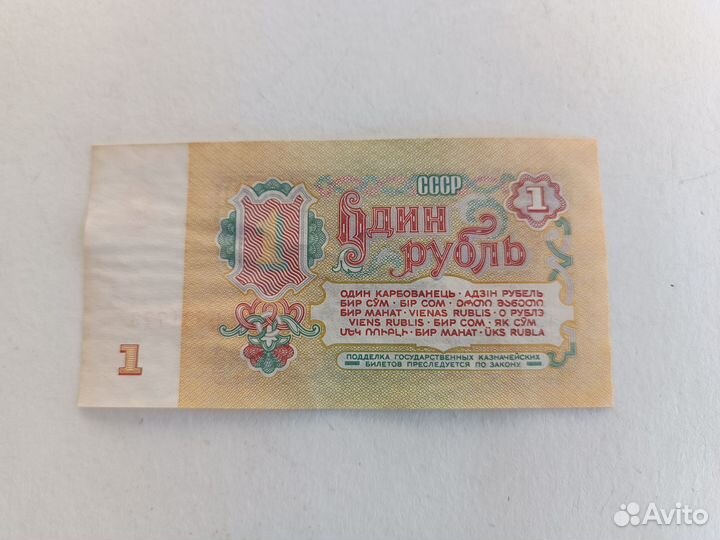 СССР
1
1
Один
рубль
ОДИН КАРБОВАНЕЦЬ · АДЗІН РУБЕЛЬ
БИР СЎМ · БІР СОМ · ᲔᲠᲗᲘ ᲛᲐᲜᲔᲗᲘ
БИР МАНАТ · VIENAS RUBLIS · О РУБЛЭ
VIENS RUBLIS · БИР СОМ · ЯК СӮМ
ՄԵԿ ՌՈՒԲԼԻ · БИР МАНАТ · ÜKS RUBLA
ПОДДЕЛКА ГОСУДАРСТВЕННЫХ КАЗНАЧЕЙСКИХ
БИЛЕТОВ ПРЕСЛЕДУЕТСЯ ПО ЗАКОНУ
1
Avito